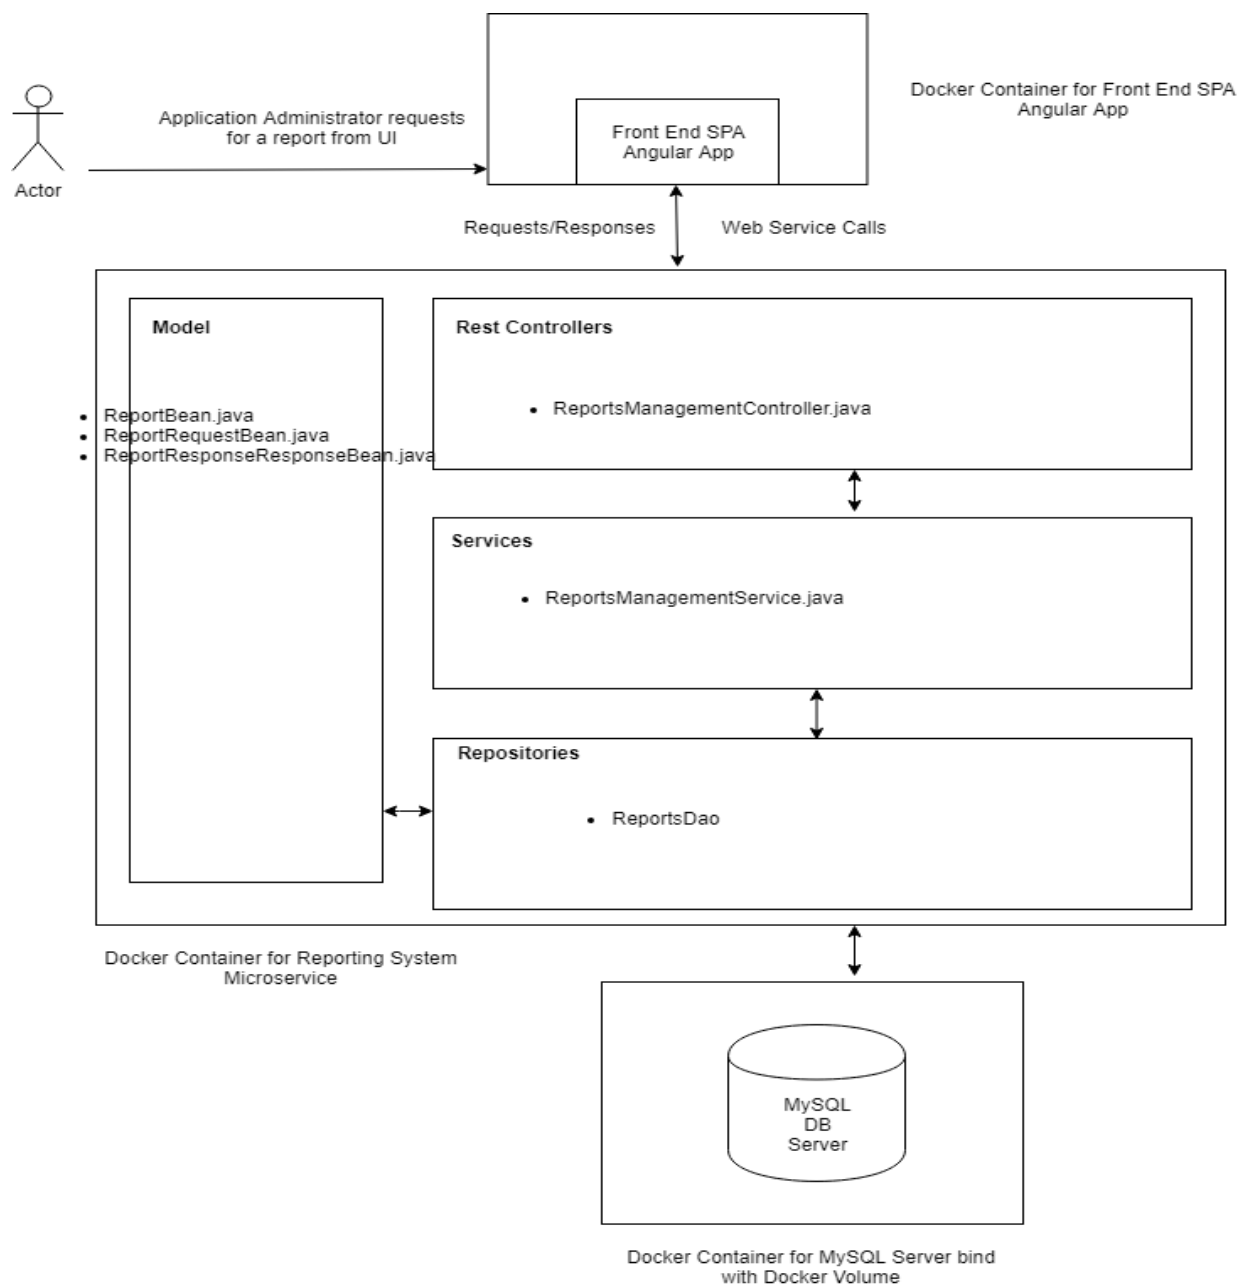 Docker Container for Front End SPA
Angular App
Application Administrator requests
for a report from UI
Front End SPA
Angular App
Actor
Requests/Responses
Web Service Calls
Model
Rest Controllers
ReportsManagementController.java
ReportBean.java
ReportRequestBean.java
ReportResponseResponseBean.java
Services
ReportsManagementService.java
Repositories
ReportsDao
Docker Container for Reporting System
Microservice
MySQL
DB
Server
Docker Container for MySQL Server bind
with Docker Volume